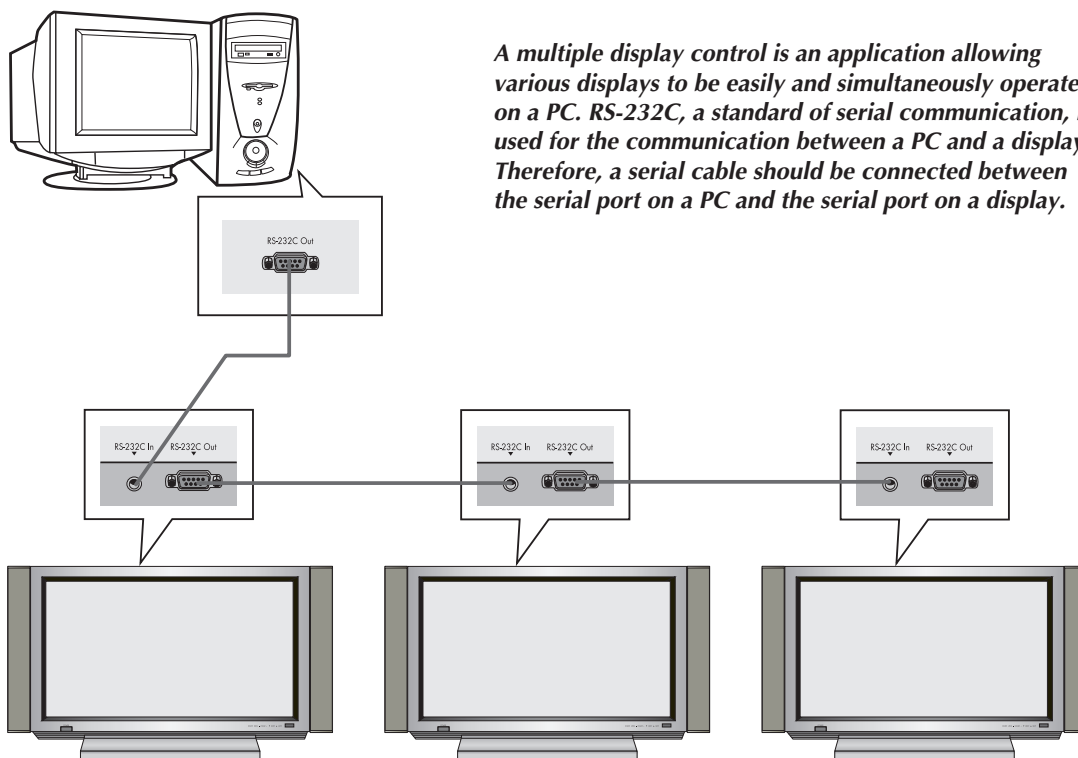 A multiple display control is an application allowing
various displays to be easily and simultaneously operate
on a PC. RS-232C, a standard of serial communication,
used for the communication between a PC and a display
Therefore, a serial cable should be connected between
the serial port on a PC and the serial port on a display.
RS-232C Out
RS-232C In RS-232C Out
RS-232C In RS-232C Out
RS-232C In RS-232C Out